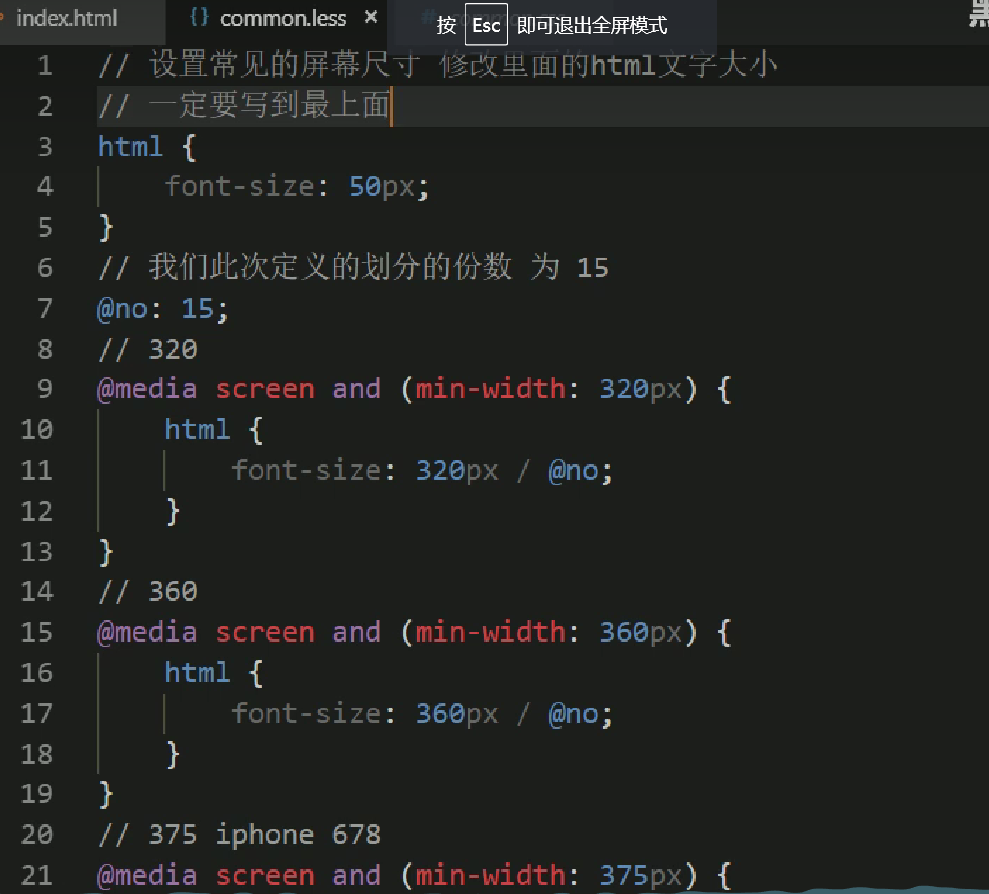 index.html {} common.less ×
按 Esc 即可退出全屏模式
黑
1 // 设置常见的屏幕尺寸 修改里面的html文字大小
2 // 一定要写到最上面
3 html {
4 font-size: 50px;
5 }
6 // 我们此次定义的划分的份数 为 15
7 @no: 15;
8 // 320
9 @media screen and (min-width: 320px) {
10 html {
11 font-size: 320px / @no;
12 }
13 }
14 // 360
15 @media screen and (min-width: 360px) {
16 html {
17 font-size: 360px / @no;
18 }
19 }
20 // 375 iphone 678
21 @media screen and (min-width: 375px) {